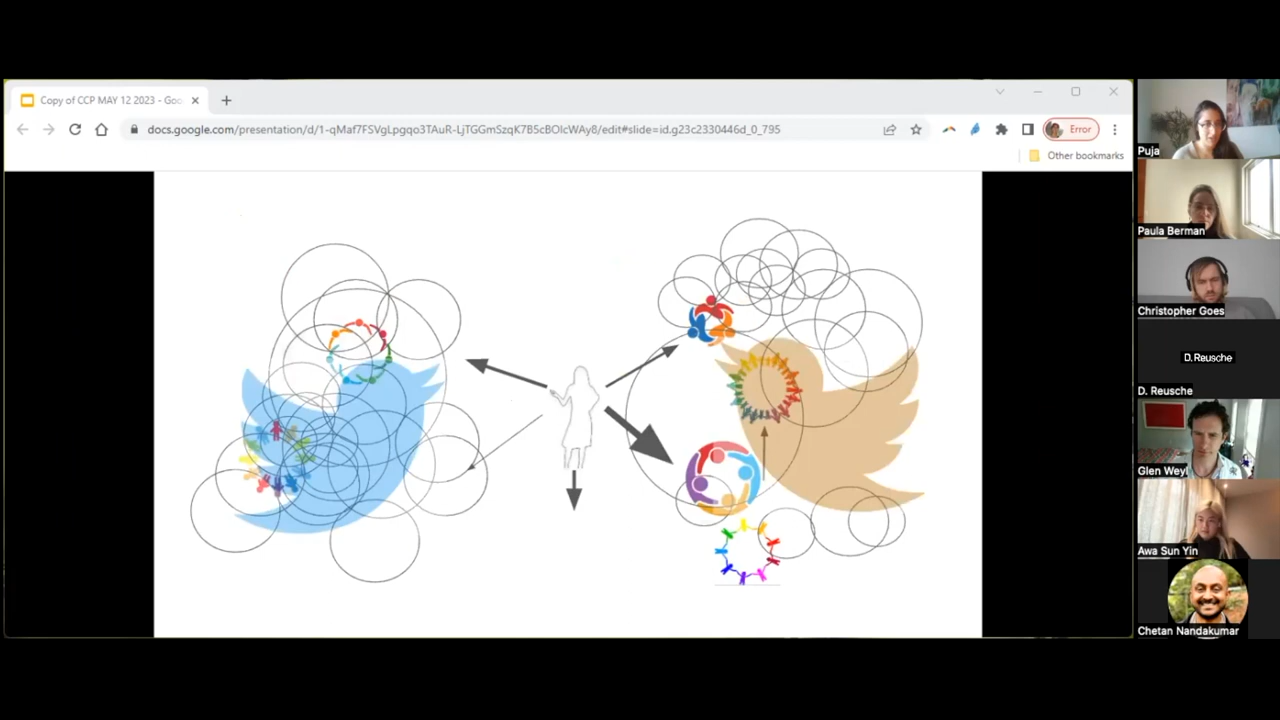 Copy of CCP MAY 12 2023 - Goo
docs.google.com/presentation/d/1-qMaf7FSVgLpgqo3TAuR-LjTGGmSzqK7B5cBOIcWAy8/edit#slide=id.g23c2330446d_0_795
Error
Other bookmarks
Puja
Paula Berman
Christopher Goes
D. Reusche
D. Reusche
Glen Weyl
Awa Sun Yin
Chetan Nandakumar